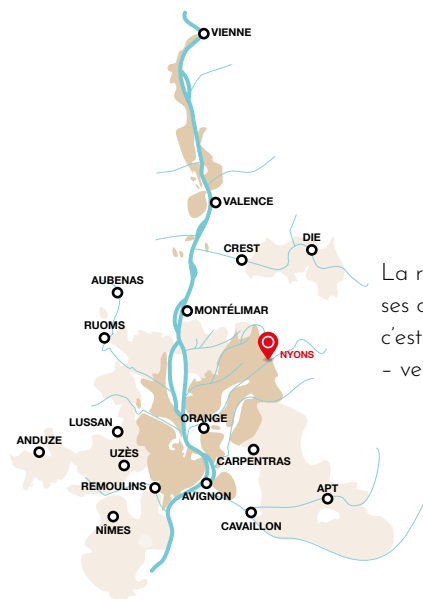 VIENNE
VALENCE
DIE
CREST
AUBENAS
MONTÉLIMAR
RUOMS
NYONS
ORANGE
LUSSAN
ANDUZE
UZÈS
CARPENTRAS
REMOULINS
AVIGNON
APT
CAVAILLON
NÎMES
La
ses
c'est
– ve